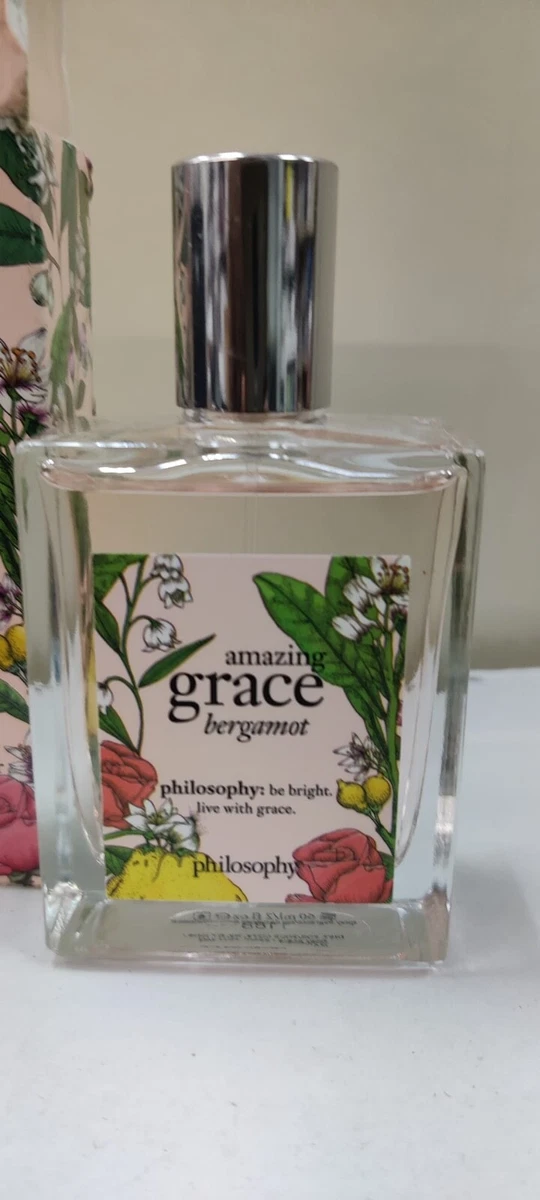 amazing
grace
bergamot
philosophy: be bright.
live with grace.
philosophy